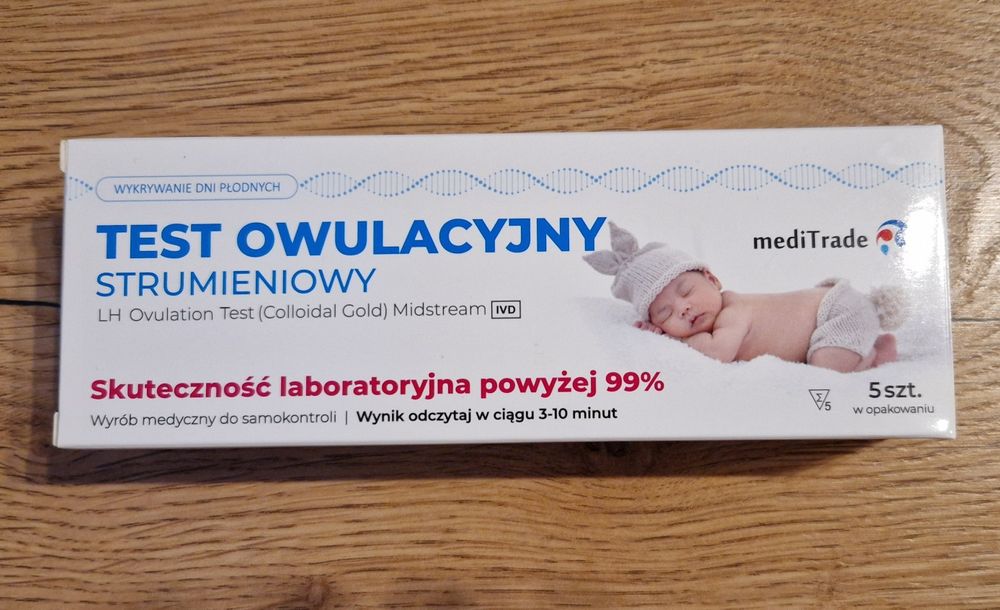 WYKRYWANIE DNI PŁODNYCH
TEST OWULACYJNY
STRUMIENIOWY
LH Ovulation Test (Colloidal Gold) Midstream IVD
mediTrade
Skuteczność laboratoryjna powyżej 99%
Wyrób medyczny do samokontroli | Wynik odczytaj w ciągu 3-10 minut
Σ 5
5 szt.
w opakowaniu